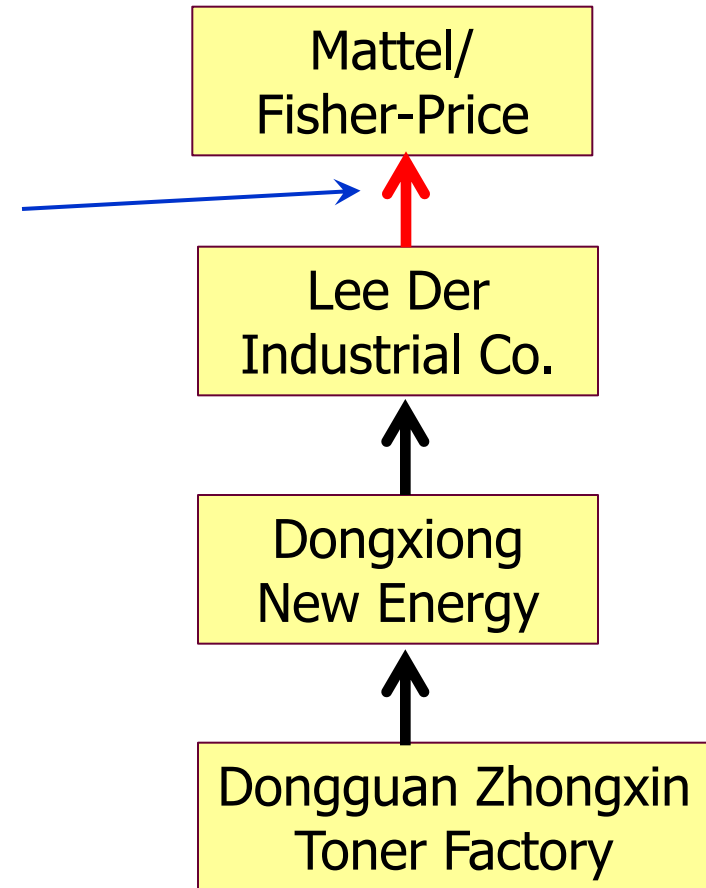 Mattel/
Fisher-Price
Lee Der
Industrial Co.
Dongxiong
New Energy
Dongguan Zhongxin
Toner Factory